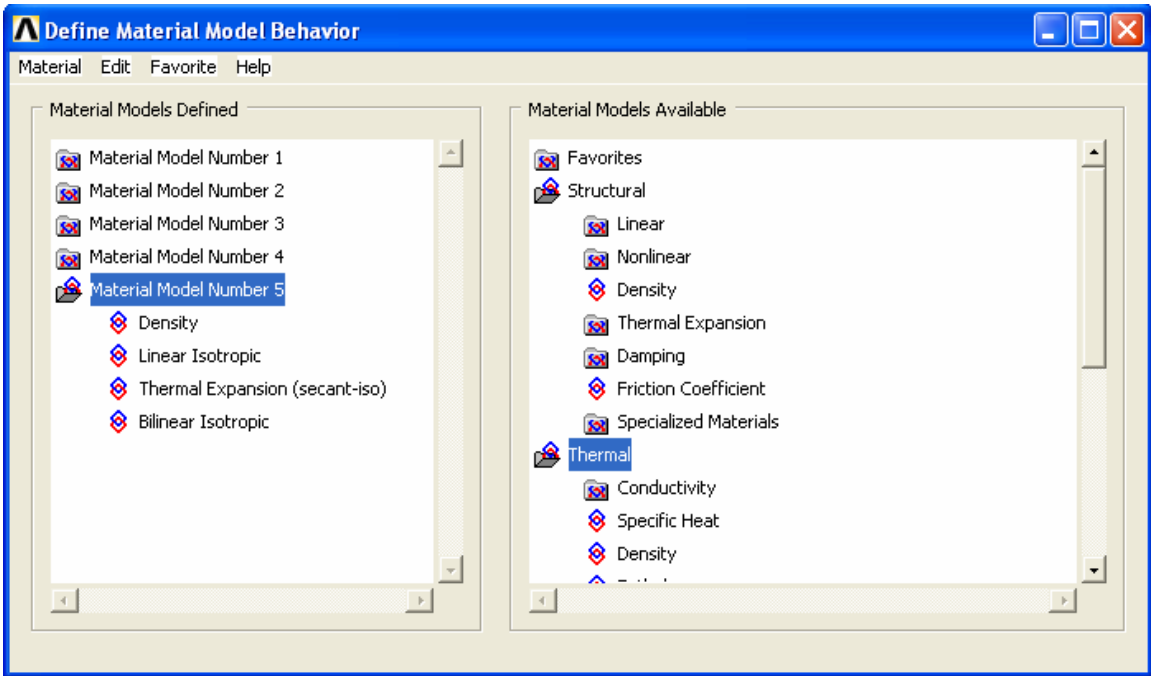 Define Material Model Behavior
Material Edit Favorite Help
Material Models Defined
Material Model Number 1
Material Model Number 2
Material Model Number 3
Material Model Number 4
Material Model Number 5
Density
Linear Isotropic
Thermal Expansion (secant-iso)
Bilinear Isotropic
Material Models Available
Favorites
Structural
Linear
Nonlinear
Density
Thermal Expansion
Damping
Friction Coefficient
Specialized Materials
Thermal
Conductivity
Specific Heat
Density